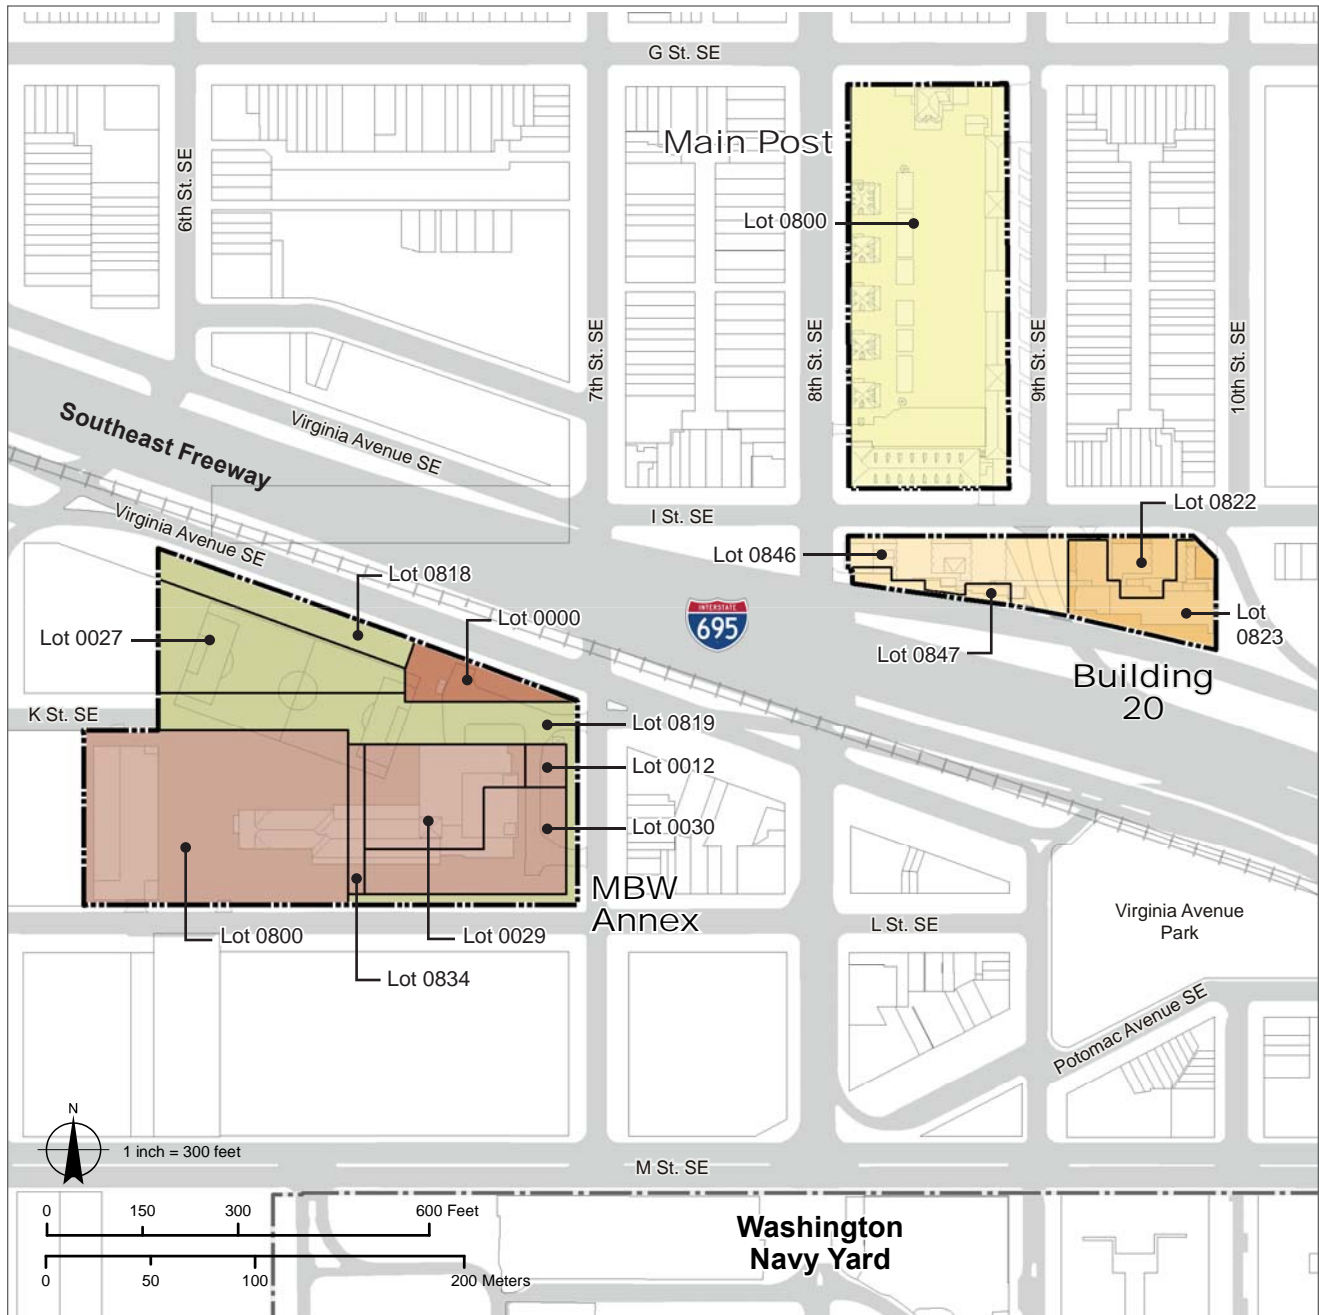 G St. SE
Main Post
6th St. SE
Lot 0800
7th St. SE
8th St. SE
9th St. SE
10th St. SE
Southeast Freeway
Virginia Avenue SE
Lot 0822
Virginia Avenue SE
I St. SE
Lot 0846
Lot 0818
Lot 0000
INTERSTATE
695
Lot
0823
Lot 0027
Lot 0847
Building
20
K St. SE
Lot 0819
Lot 0012
Lot 0030
MBW
Annex
Virginia Avenue
Park
L St. SE
Lot 0800
Lot 0029
Lot 0834
Potomac Avenue SE
N
1 inch = 300 feet
M St. SE
0 150 300 600 Feet
0 50 100 200 Meters
Washington
Navy Yard